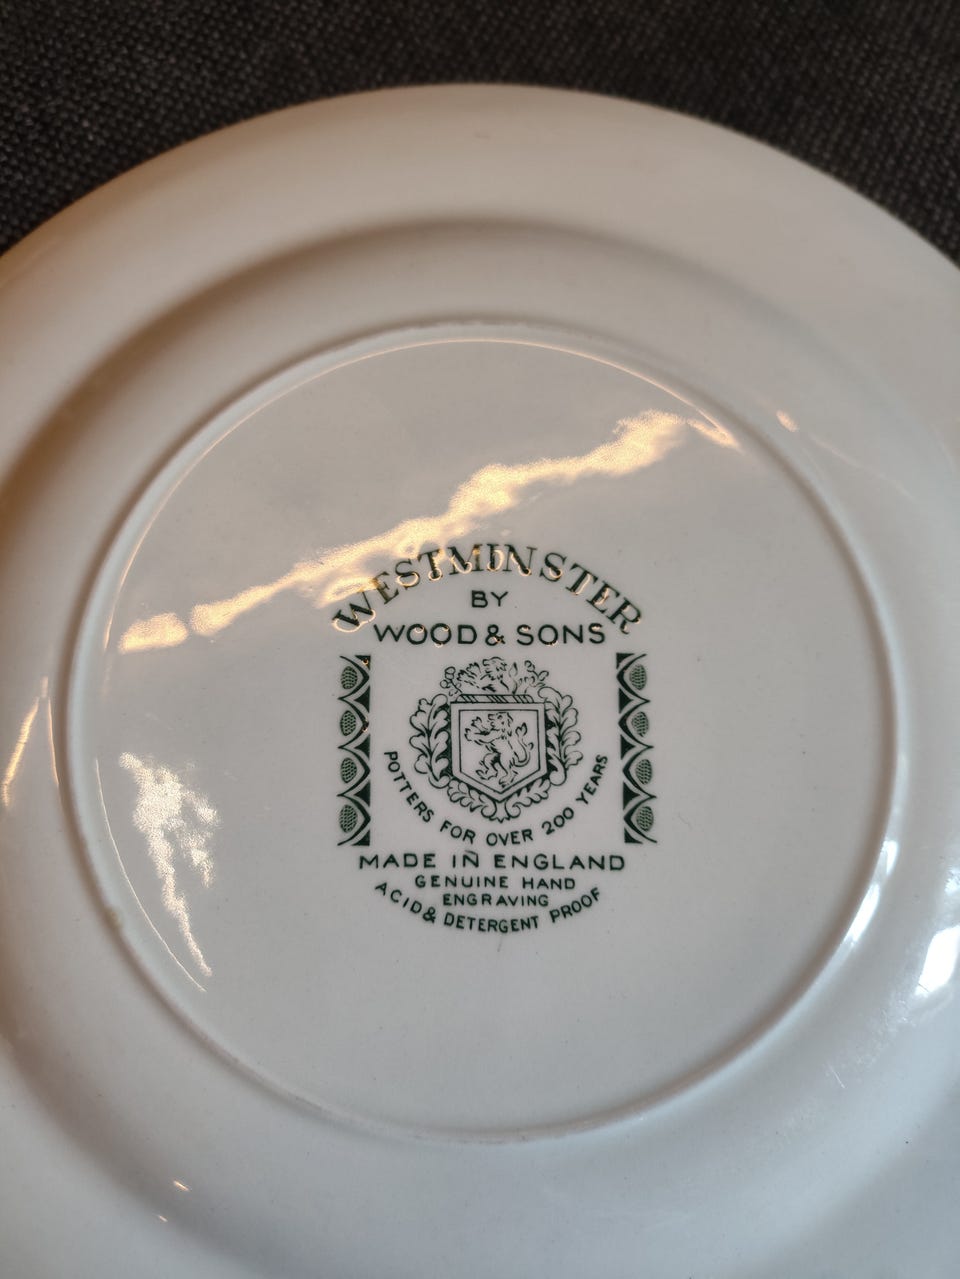 WESTMINSTER
BY
WOOD & SONS
POTTERS FOR OVER 200 YEARS
MADE IN ENGLAND
GENUINE HAND
ENGRAVING
ACID & DETERGENT PROOF